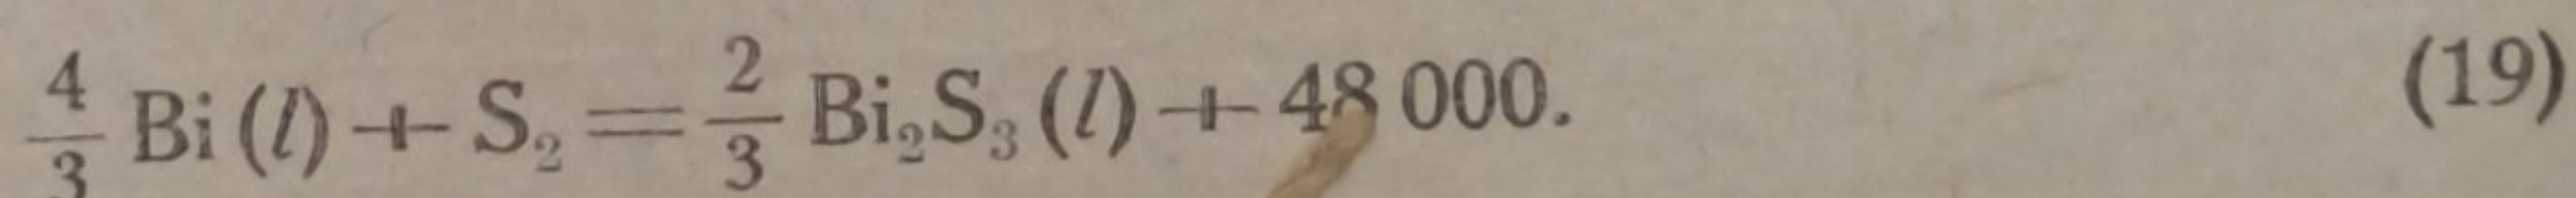 4/3 Bi (l) + S₂ = 2/3 Bi₂S₃ (l) + 48 000. (19)